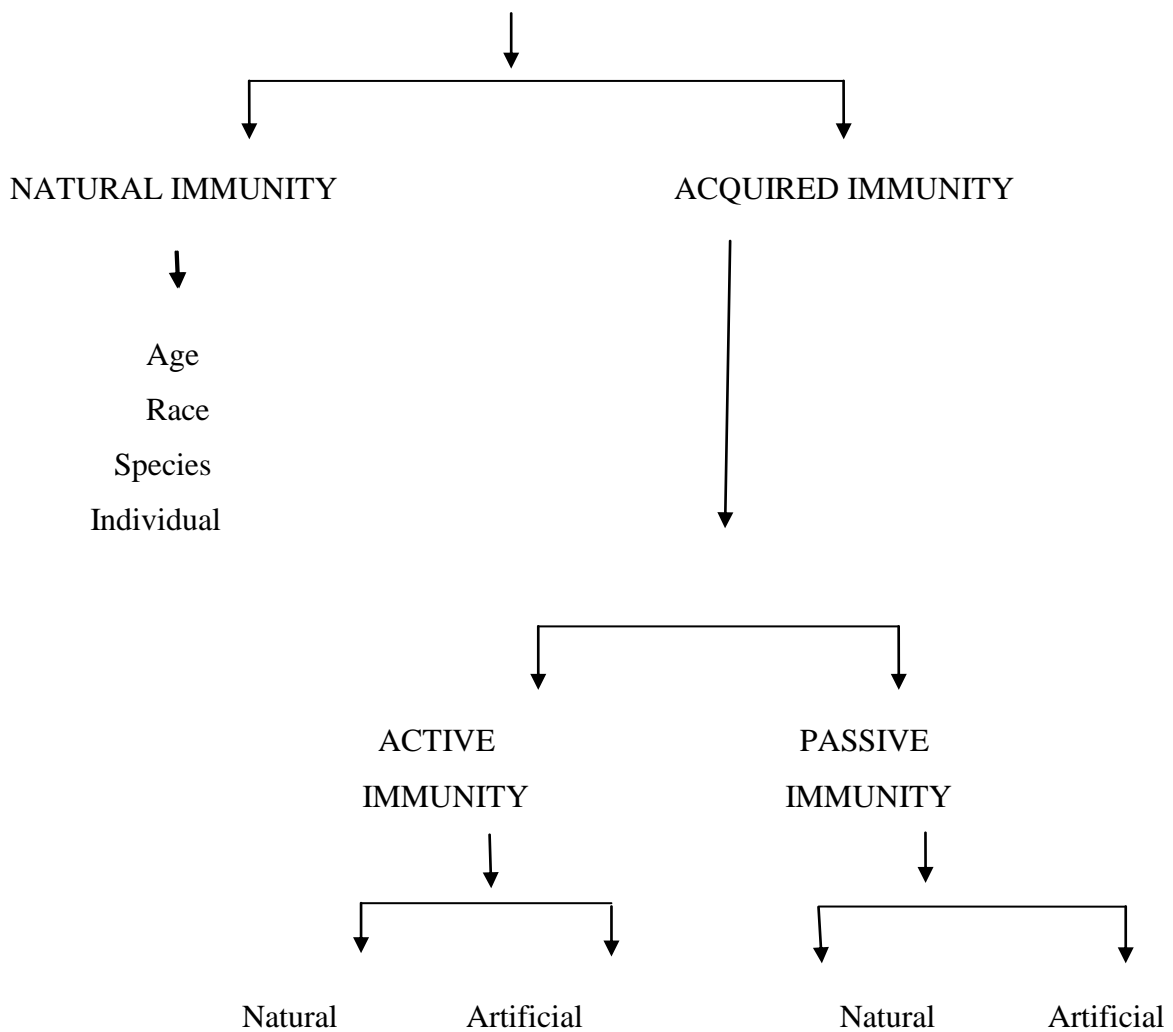 NATURAL IMMUNITY
ACQUIRED IMMUNITY
Age
Race
Species
Individual
ACTIVE
IMMUNITY
PASSIVE
IMMUNITY
Natural
Artificial
Natural
Artificial